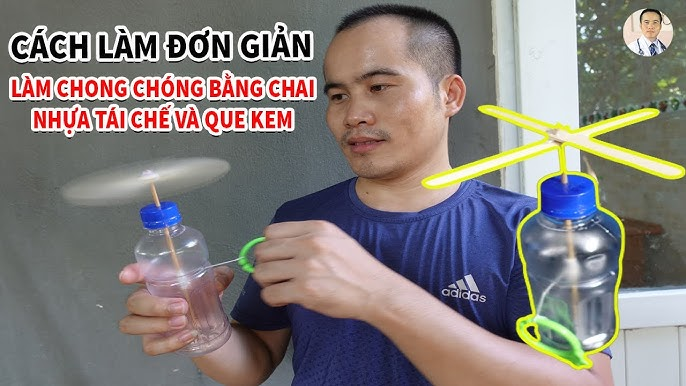 CÁCH LÀM ĐƠN GIẢN
LÀM CHONG CHÓNG BẰNG CHAI
NHỰA TÁI CHẾ VÀ QUE KEM
adidas